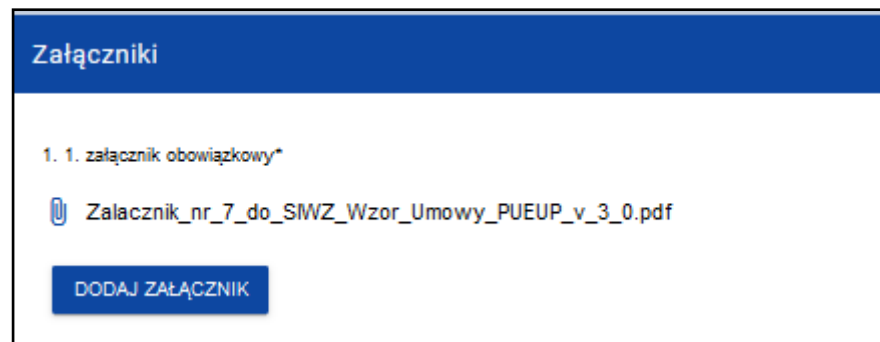 Załączniki
1. 1. załącznik obowiązkowy*
Zalacznik_nr_7_do_SIWZ_Wzor_Umowy_PUEUP_v_3_0.pdf
DODAJ ZAŁĄCZNIK